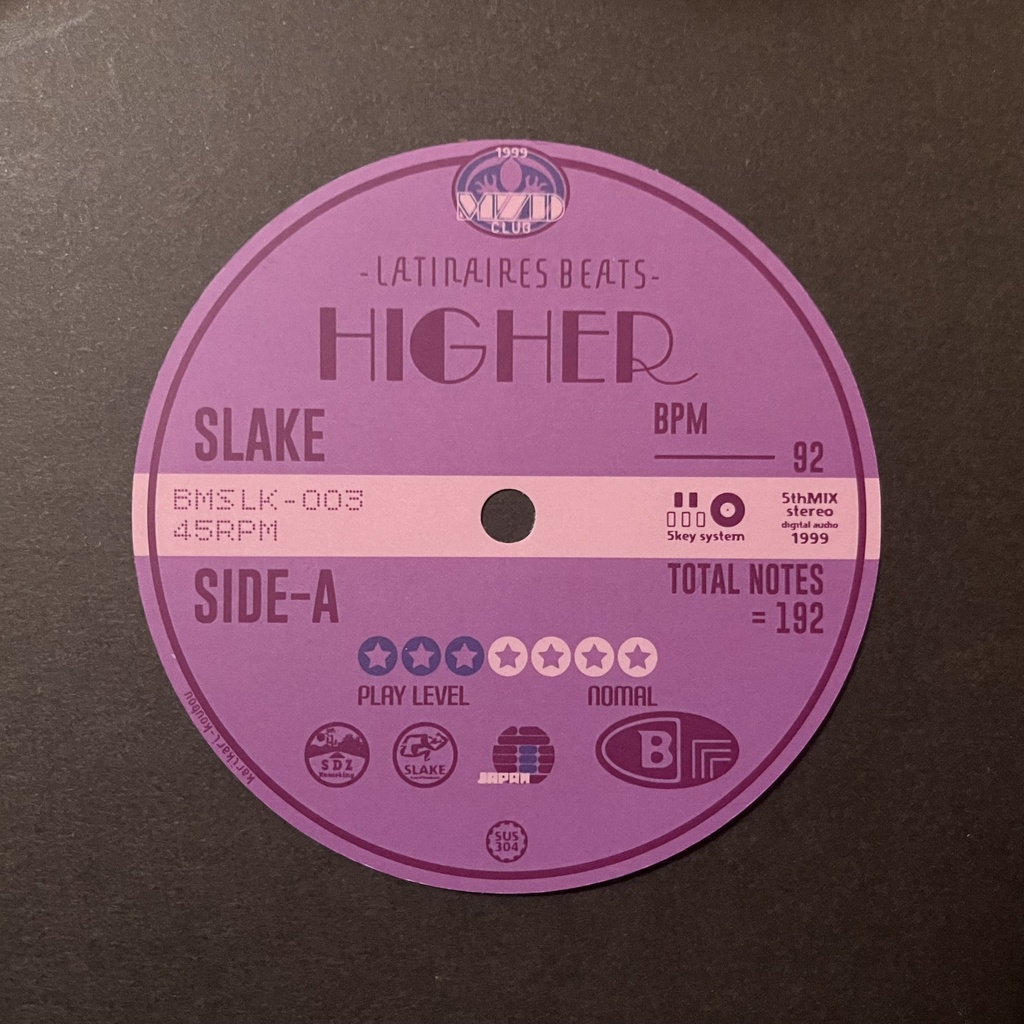 1999
MZD
CLUB
-LATINAIRES BEATS-
HIGHER
SLAKE
BPM
92
BMSLK-003
45RPM
5key system
5thMIX
stereo
digital audio
1999
SIDE-A
TOTAL NOTES
= 192
PLAY LEVEL
NOMAL
karikari-koubou
SDZ
SLAKE
JAPAN
B
SUS
304